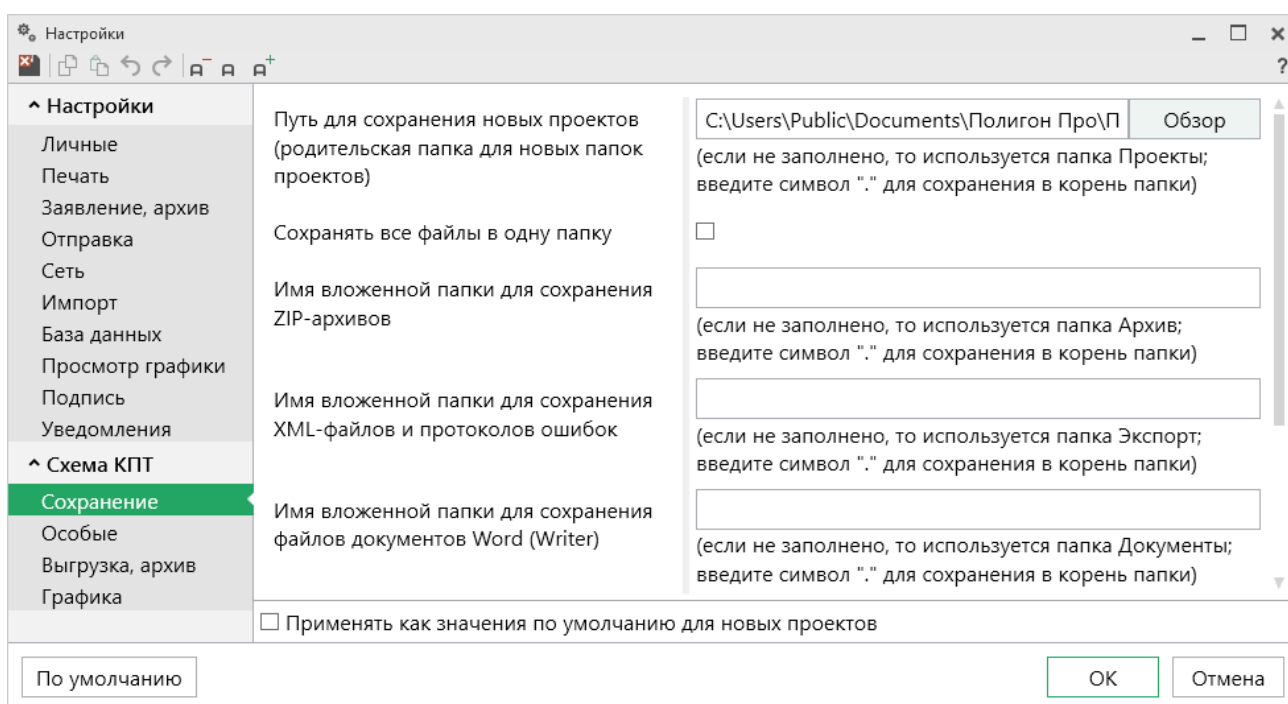 Настройки
?
^ Настройки
Личные
Печать
Заявление, архив
Отправка
Сеть
Импорт
База данных
Просмотр графики
Подпись
Уведомления
^ Схема КПТ
Сохранение
Особые
Выгрузка, архив
Графика
Путь для сохранения новых проектов
(родительская папка для новых папок
проектов)
C:\Users\Public\Documents\Полигон Про\П
Обзор
(если не заполнено, то используется папка Проекты;
введите символ "." для сохранения в корень папки)
Сохранять все файлы в одну папку
Имя вложенной папки для сохранения
ZIP-архивов
(если не заполнено, то используется папка Архив;
введите символ "." для сохранения в корень папки)
Имя вложенной папки для сохранения
XML-файлов и протоколов ошибок
(если не заполнено, то используется папка Экспорт;
введите символ "." для сохранения в корень папки)
Имя вложенной папки для сохранения
файлов документов Word (Writer)
(если не заполнено, то используется папка Документы;
введите символ "." для сохранения в корень папки)
Применять как значения по умолчанию для новых проектов
По умолчанию
ОК
Отмена